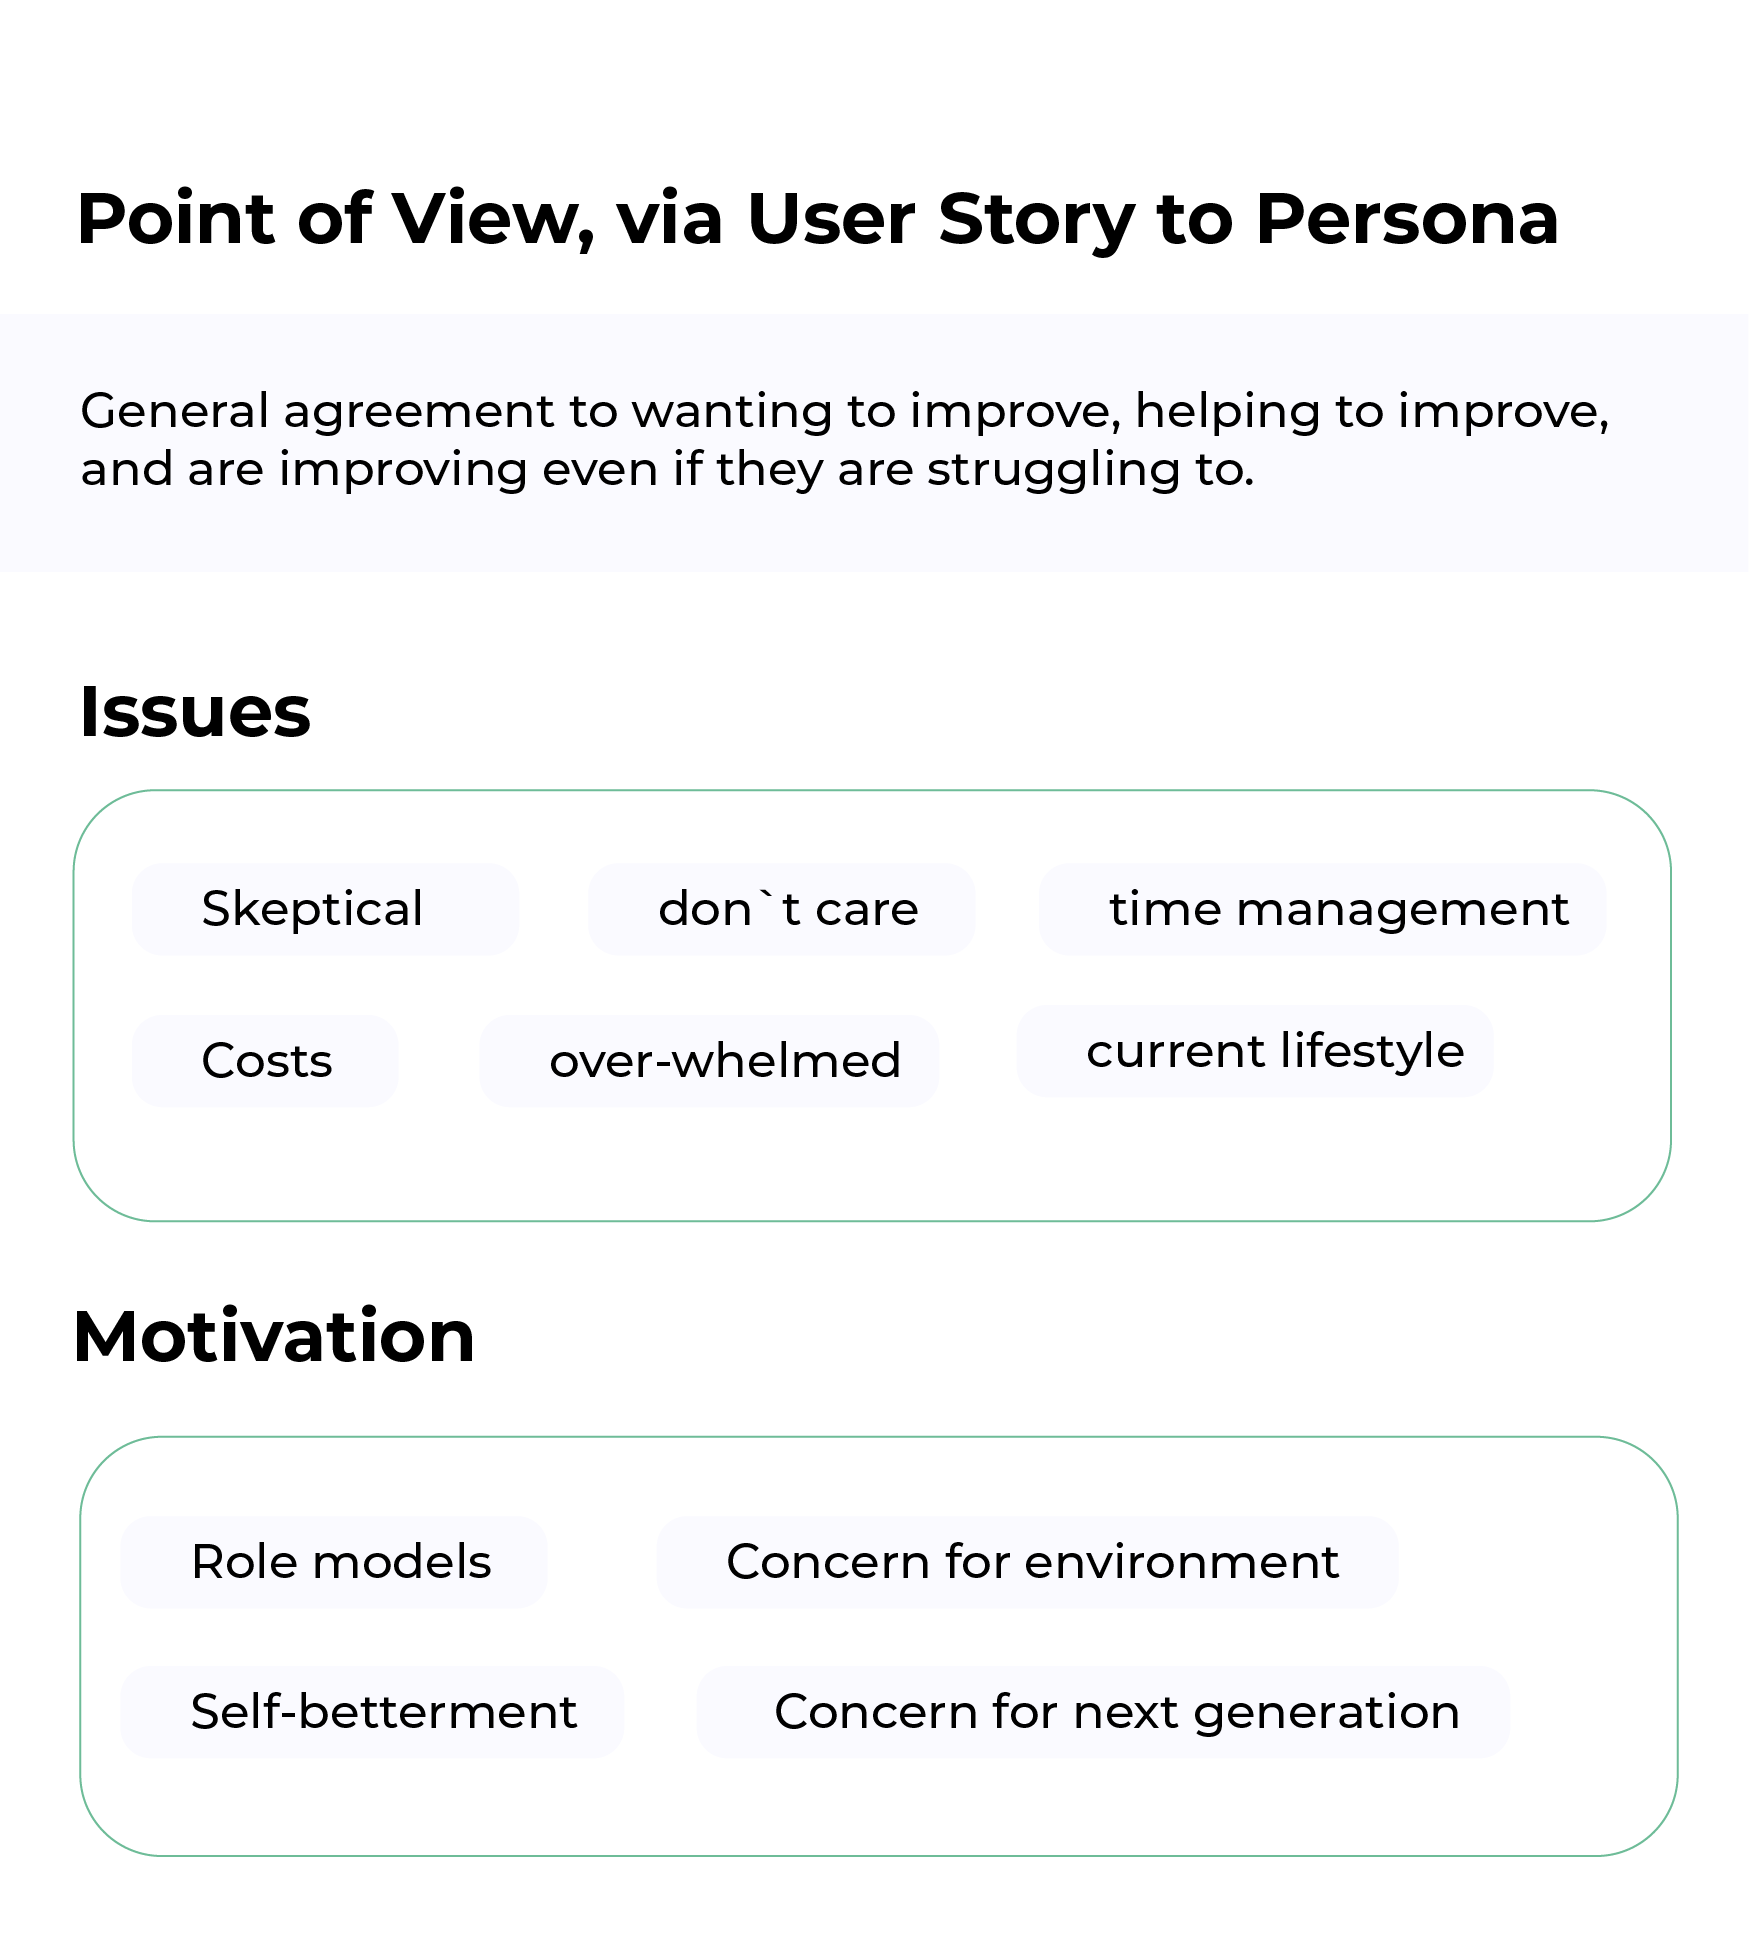 Point of View, via User Story to Persona
General agreement to wanting to improve, helping to improve,
and are improving even if they are struggling to.
Issues
Skeptical don`t care time management
Costs over-whelmed current lifestyle
Motivation
Role models Concern for environment
Self-betterment Concern for next generation